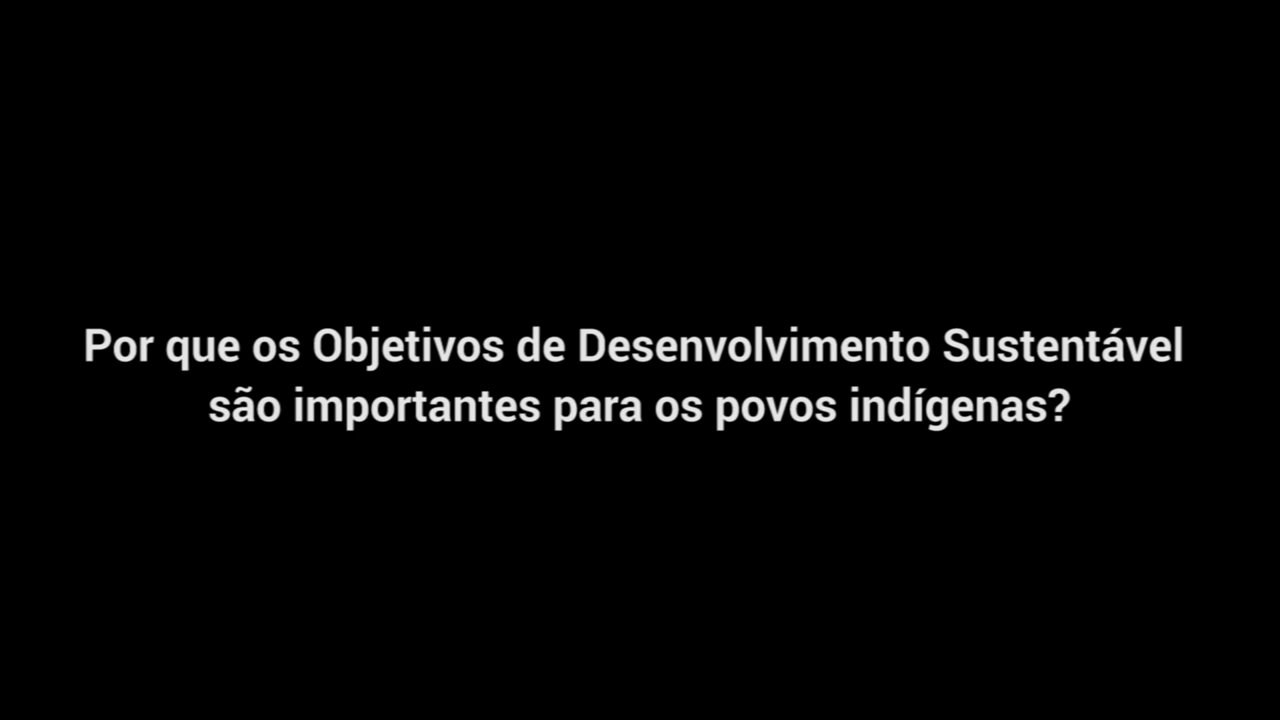 Por que os Objetivos de Desenvolvimento Sustentável
são importantes para os povos indígenas?